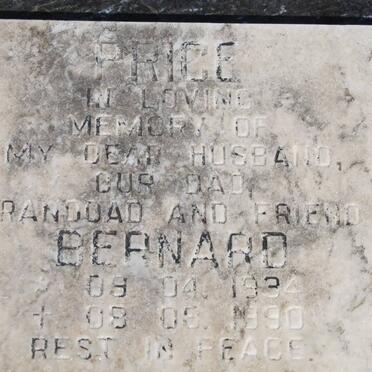 PRICE
IN LOVING
MEMORY OF
MY DEAR HUSBAND,
OUR DAD,
RANDDAD AND FRIEND
BERNARD
* 09. 04. 1934
+ 08. 06. 1990
REST IN PEACE